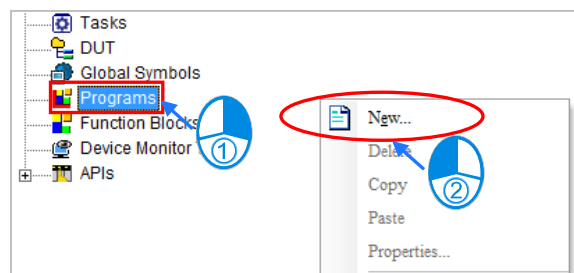 Tasks
DUT
Global Symbols
Programs
Function Blocks
Device Monitor
APIs
1
New...
Delete
2
Copy
Paste
Properties...